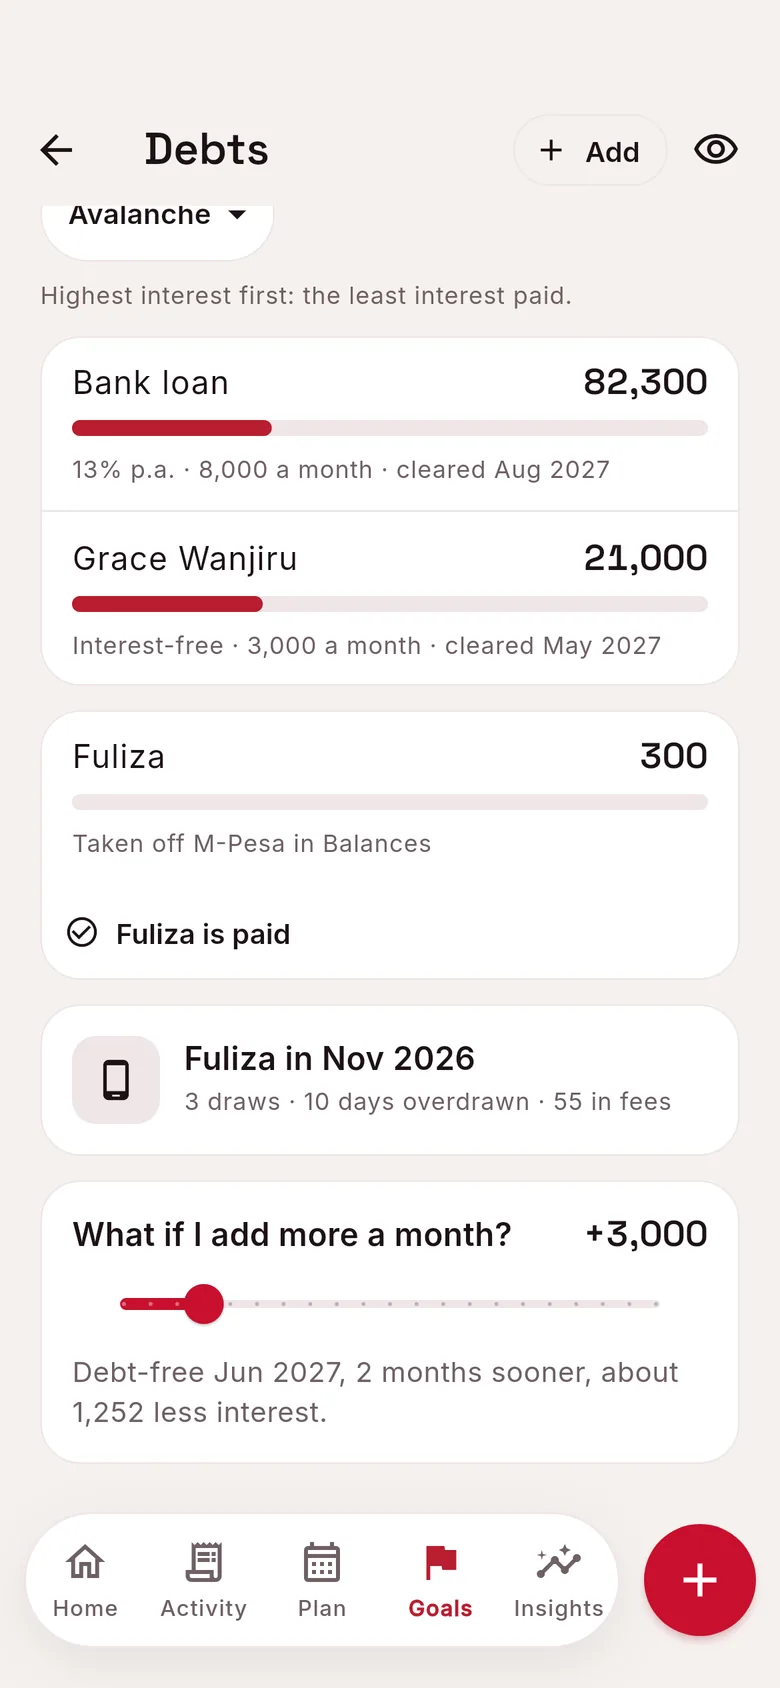 Debts
+ Add
Avalanche
Highest interest first: the least interest paid.
Bank loan 82,300
13% p.a. · 8,000 a month · cleared Aug 2027
Grace Wanjiru 21,000
Interest-free · 3,000 a month · cleared May 2027
Fuliza 300
Taken off M-Pesa in Balances
Fuliza is paid
Fuliza in Nov 2026
3 draws · 10 days overdrawn · 55 in fees
What if I add more a month? +3,000
Debt-free Jun 2027, 2 months sooner, about
1,252 less interest.
Home Activity Plan Goals Insights